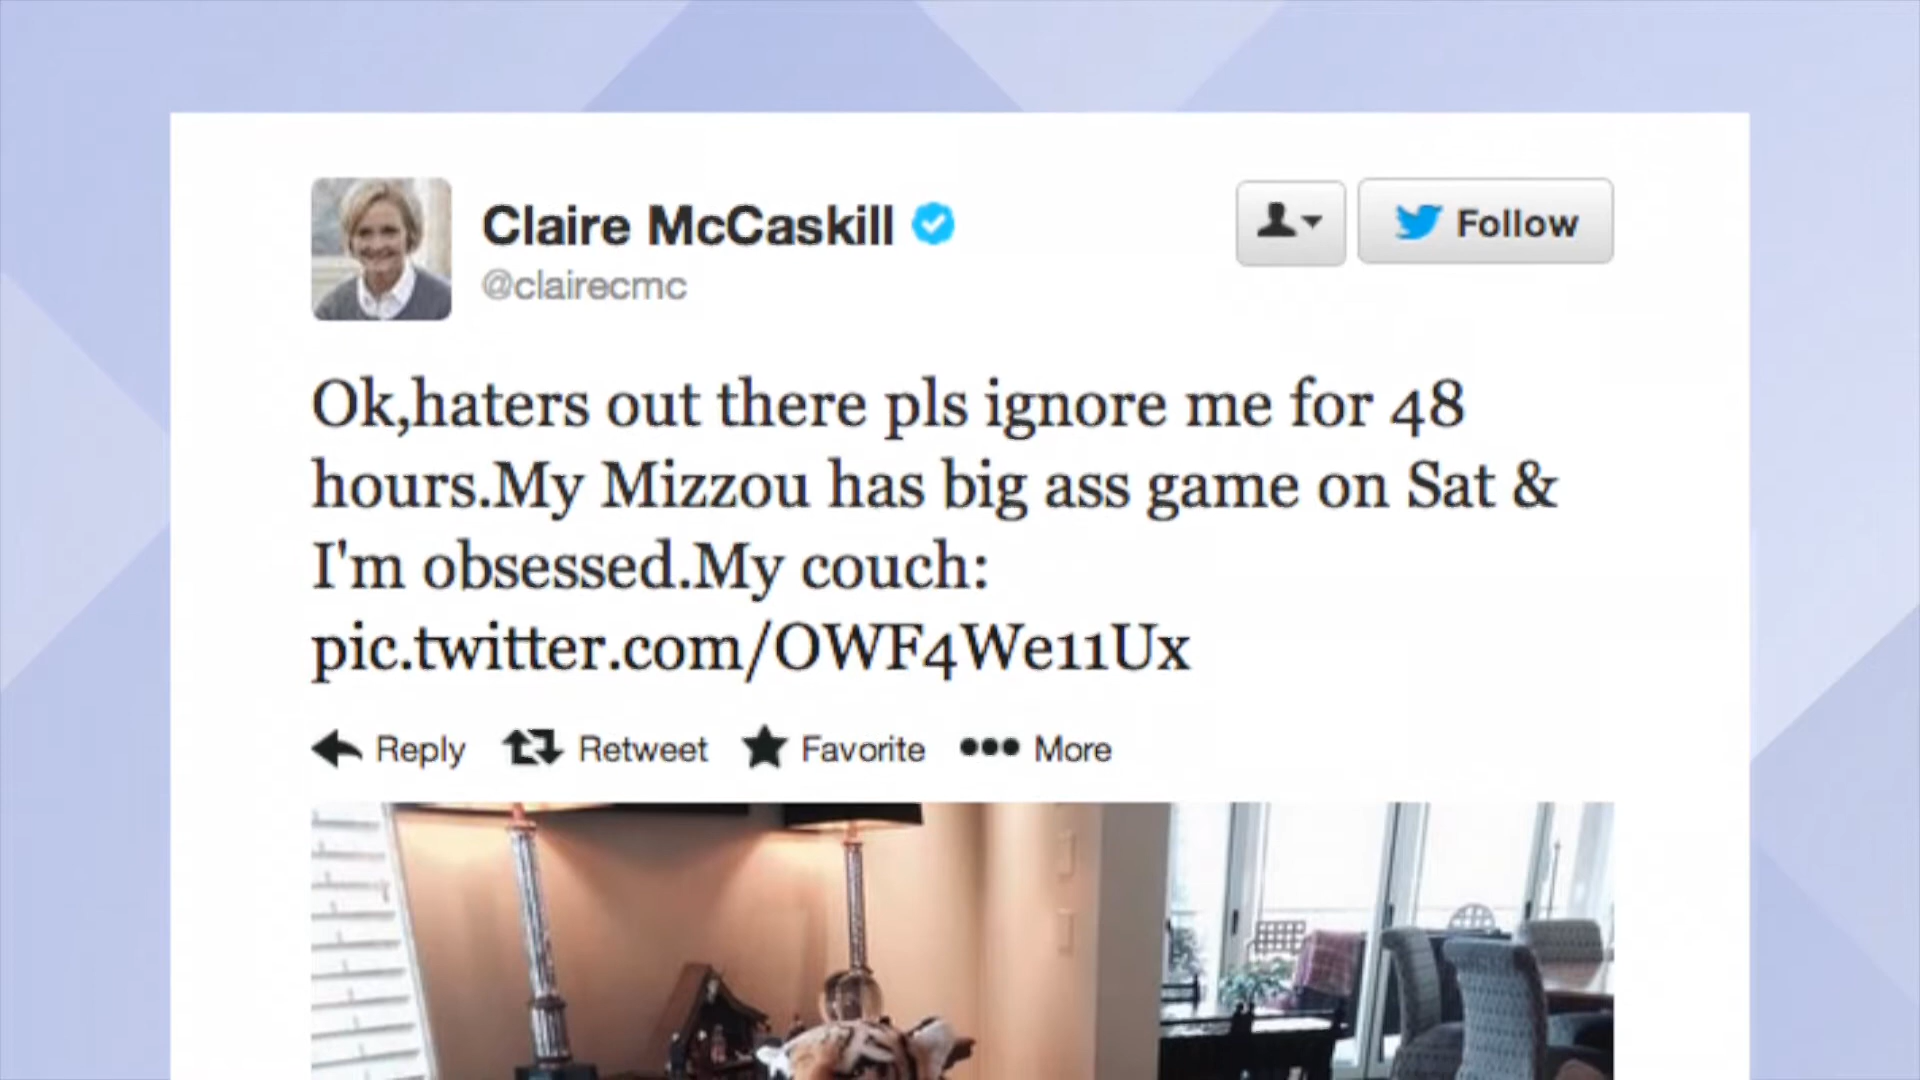 Claire McCaskill
@clairecmc
Follow
Ok,haters out there pls ignore me for 48
hours.My Mizzou has big ass game on Sat &
I'm obsessed.My couch:
pic.twitter.com/OWF4We11Ux
Reply Retweet Favorite More